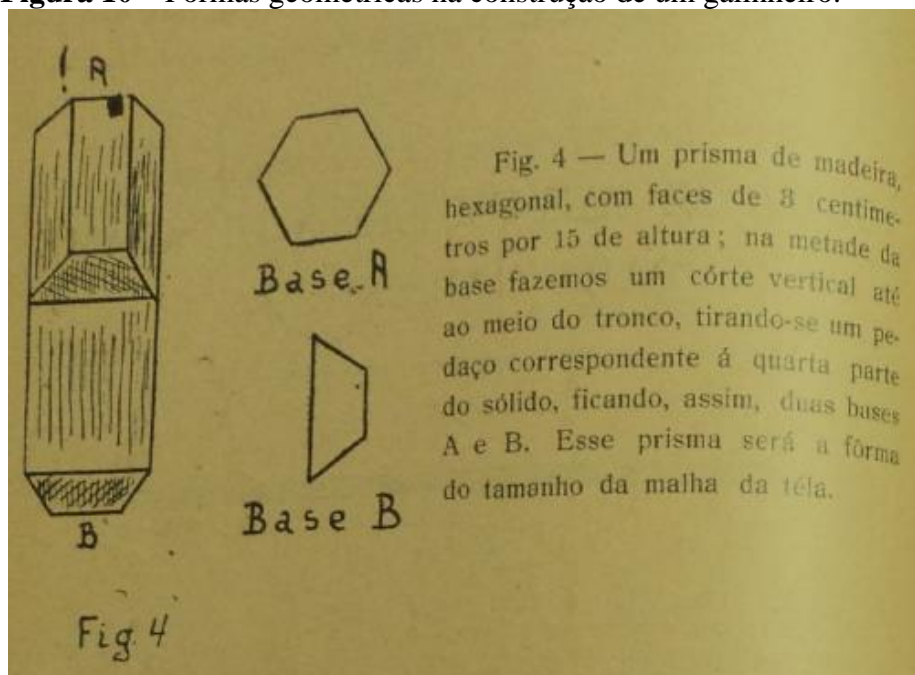 Figura 10 – Formas geométricas na construção de um galinheiro.
A
Base A
Base B
B
Fig. 4
Fig. 4 — Um prisma de madeira,
hexagonal, com faces de 3 centime-
tros por 15 de altura; na metade da
base fazemos um córte vertical até
ao meio do tronco, tirando-se um pe-
daço correspondente á quarta parte
do sólido, ficando, assim, duas bases
A e B. Esse prisma será a fôrma
do tamanho da malha da téla.